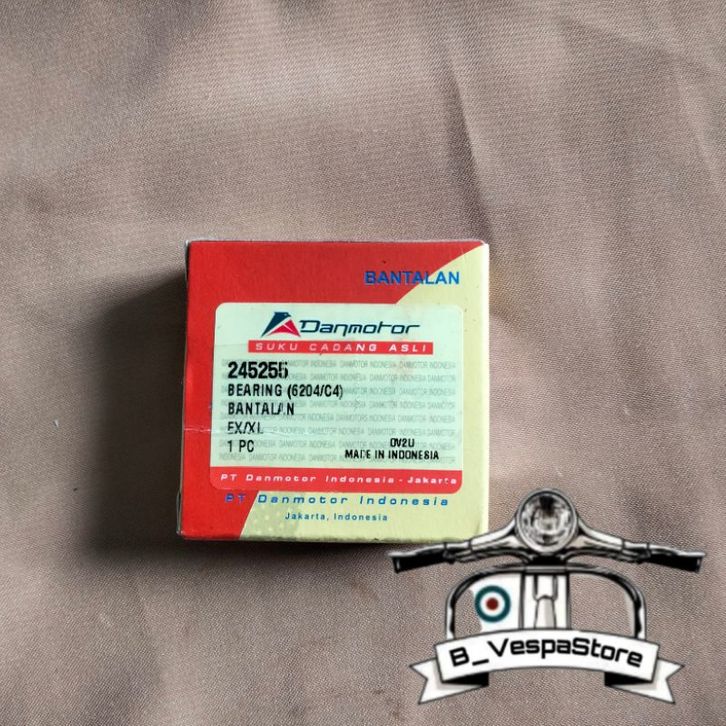 BANTALAN
Danmotor
SUKU CADANG ASLI
245255
BEARING (6204/C4)
BANTALAN
EX/XL
1 PC
OV2U
MADE IN INDONESIA
PT Danmotor Indonesia - Jakarta
PT Danmotor Indonesia
Jakarta, Indonesia
B_VespaStore